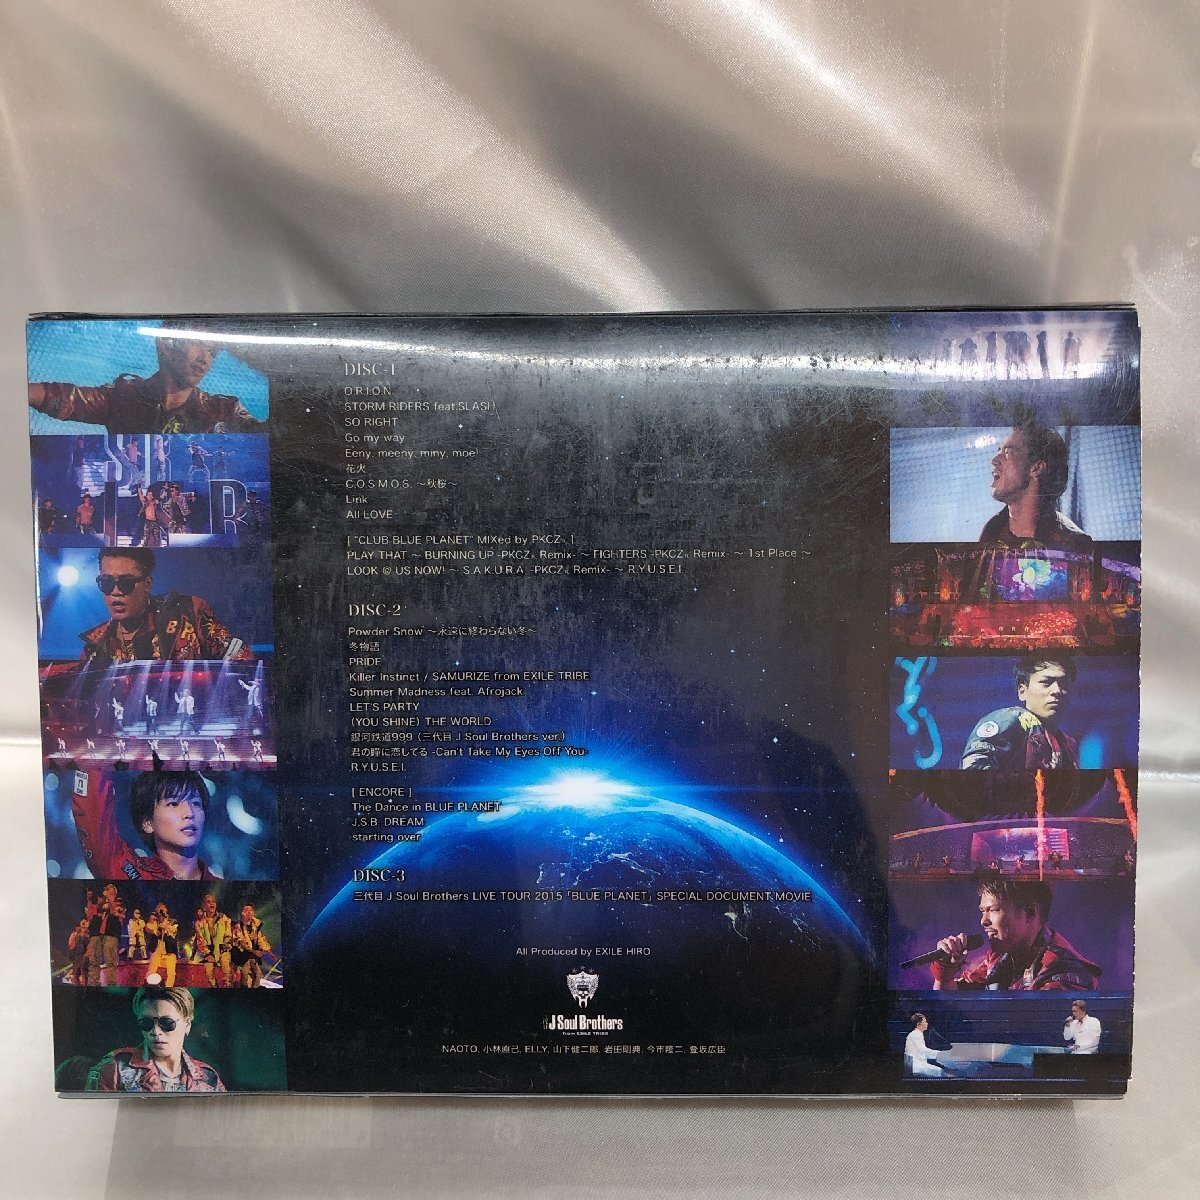 DISC-1
O.R.I.O.N.
STORM RIDERS feat.SLASH
SO RIGHT
Go my way
Eeny, meeny, miny, moe!
花火
C.O.S.M.O.S. ～秋桜～
Link
All LOVE
[ "CLUB BLUE PLANET" MIXed by PKCZ® ]
PLAY THAT ～ BURNING UP -PKCZ® Remix- ～ FIGHTERS -PKCZ® Remix- ～ 1st Place ～
LOOK @ US NOW! ～ S.A.K.U.R.A. -PKCZ® Remix- ～ R.Y.U.S.E.I.
DISC-2
Powder Snow ～永遠に終わらない冬～
冬物語
PRIDE
Killer Instinct / SAMURIZE from EXILE TRIBE
Summer Madness feat. Afrojack
LET'S PARTY
(YOU SHINE) THE WORLD
銀河鉄道999 (三代目 J Soul Brothers ver.)
君の瞳に恋してる -Can't Take My Eyes Off You-
R.Y.U.S.E.I.
[ ENCORE ]
The Dance in BLUE PLANET
J.S.B. DREAM
starting over
DISC-3
三代目 J Soul Brothers LIVE TOUR 2015「BLUE PLANET」SPECIAL DOCUMENT MOVIE
All Produced by EXILE HIRO
J Soul Brothers
from EXILE TRIBE
NAOTO, 小林直己, ELLY, 山下健二郎, 岩田剛典, 今市隆二, 登坂広臣